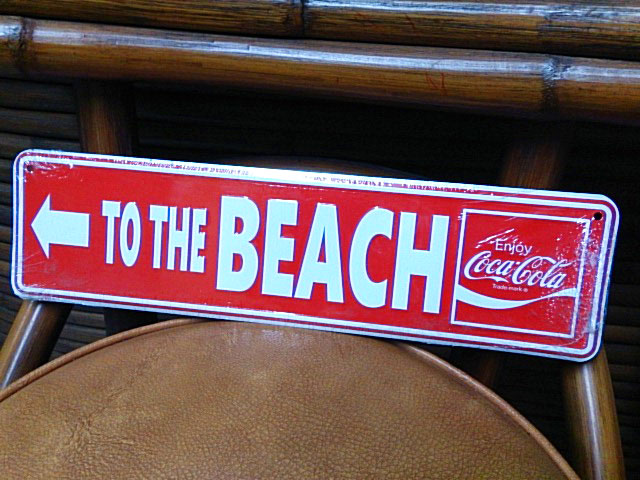 TO THE BEACH
Enjoy
Coca-Cola
Trade-mark ®